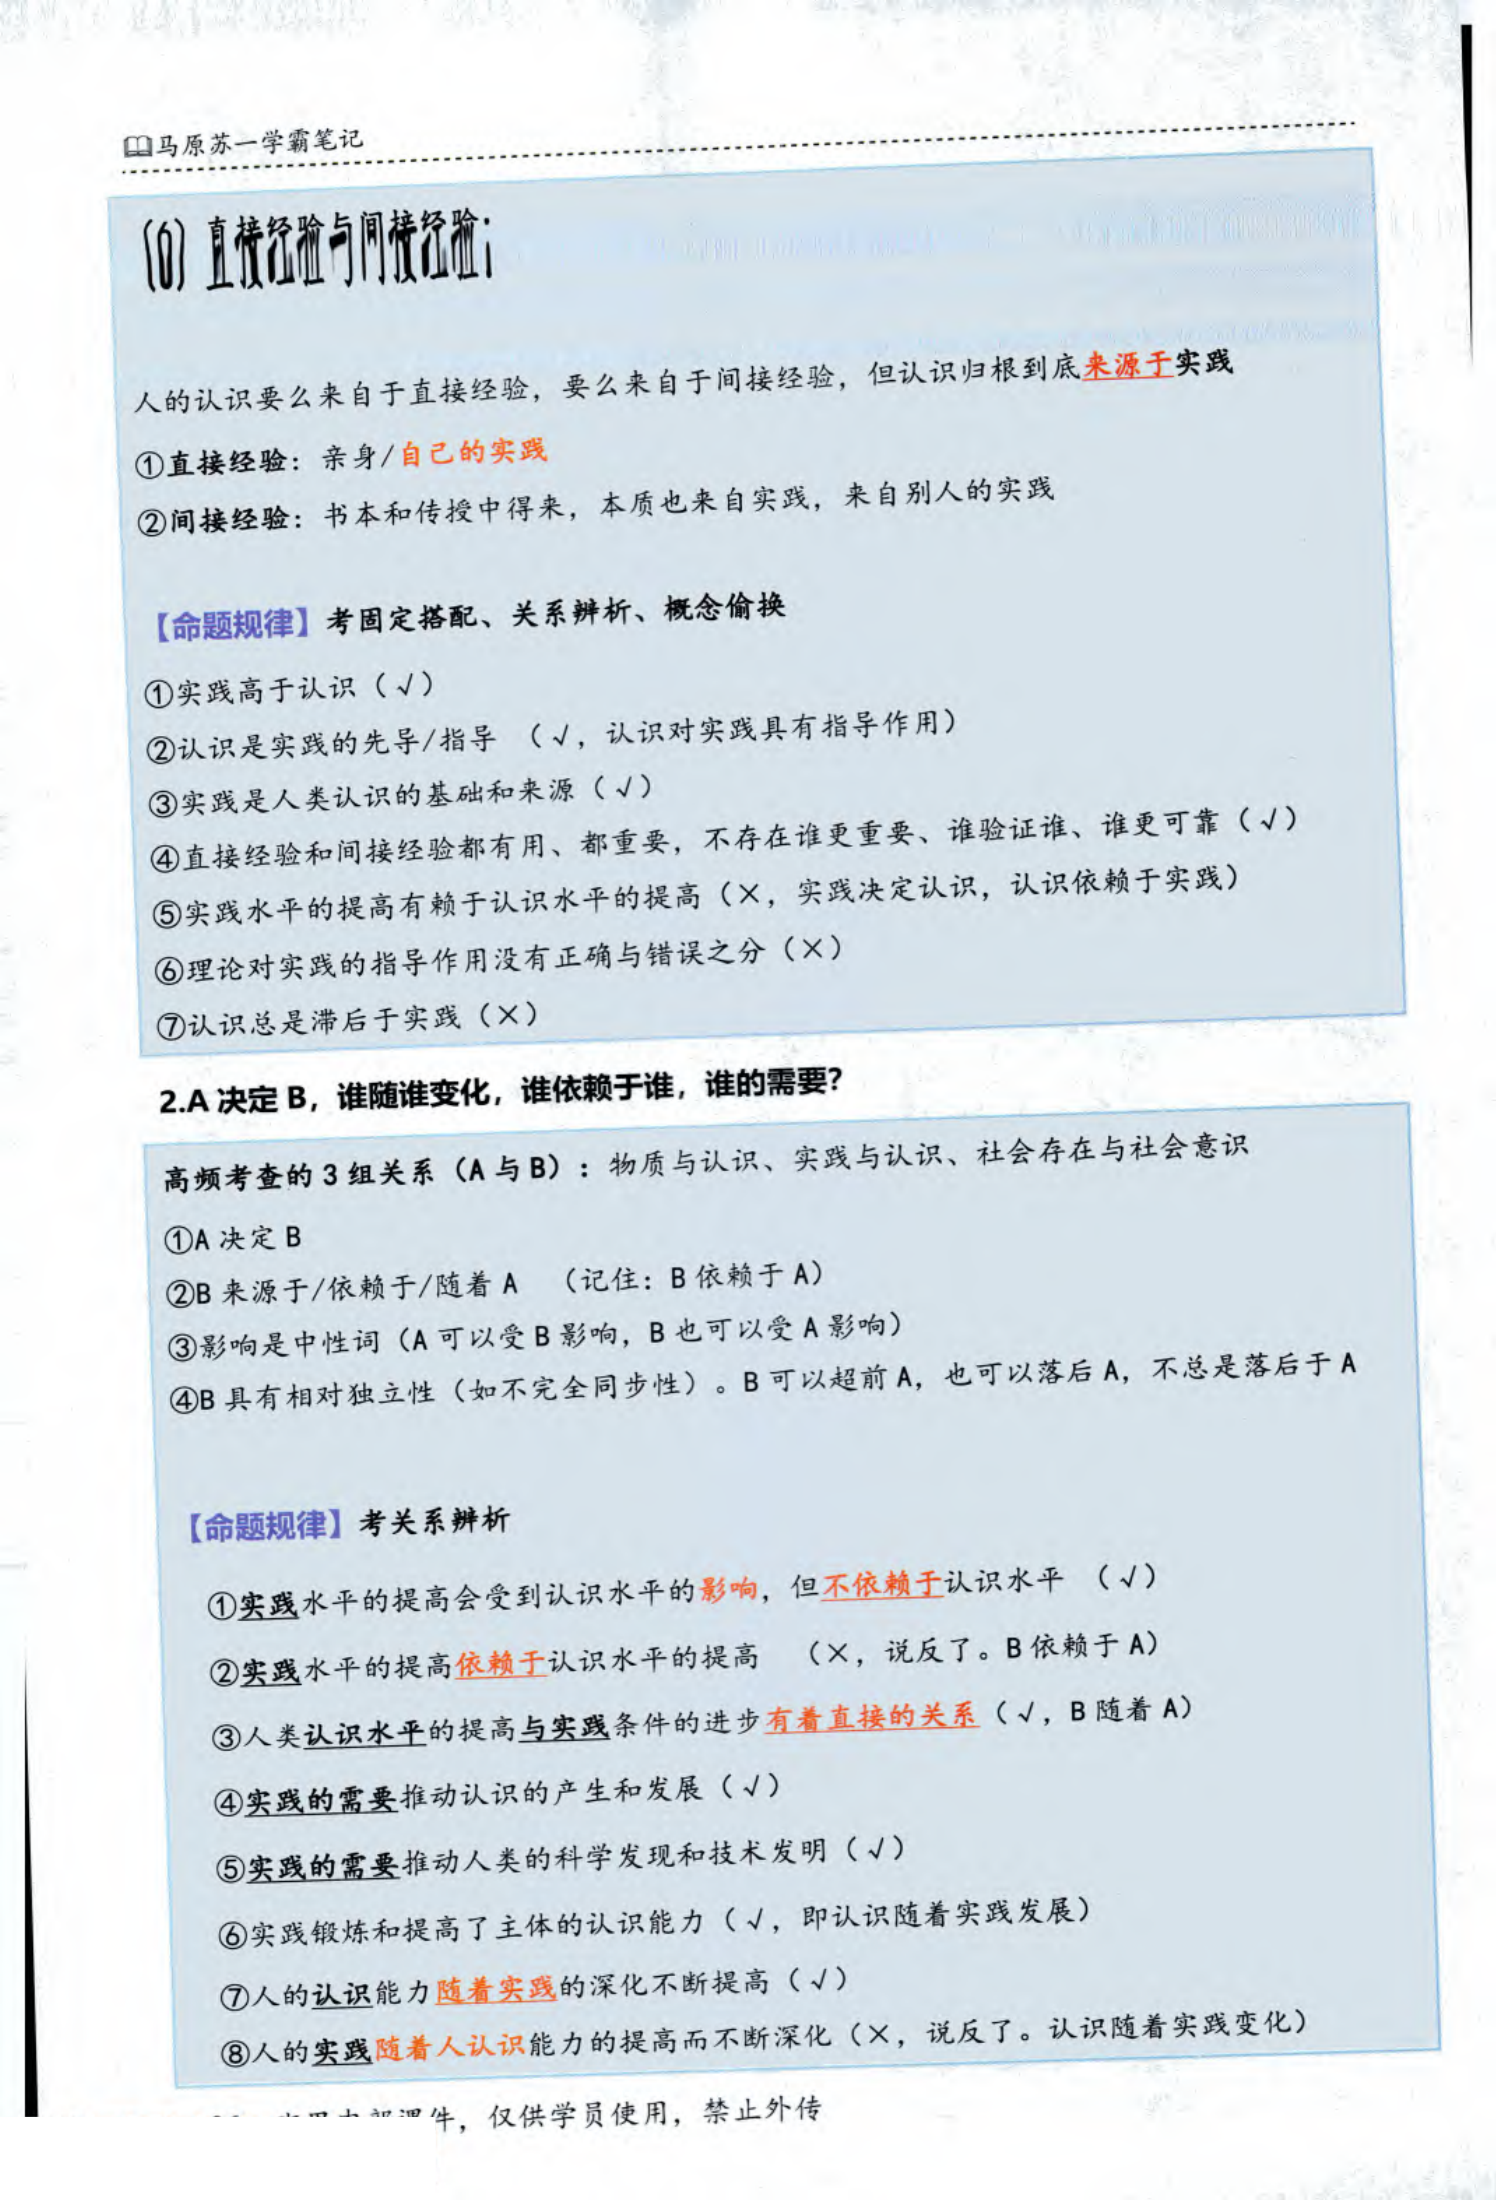 马原苏一学霸笔记
(6) 直接经验与间接经验；
人的认识要么来自于直接经验，要么来自于间接经验，但认识归根到底来源于实践
①直接经验：亲身/自己的实践
②间接经验：书本和传授中得来，本质也来自实践，来自别人的实践
【命题规律】考固定搭配、关系辨析、概念偷换
①实践高于认识（√）
②认识是实践的先导/指导 （√，认识对实践具有指导作用）
③实践是人类认识的基础和来源（√）
④直接经验和间接经验都有用、都重要，不存在谁更重要、谁验证谁、谁更可靠（√）
⑤实践水平的提高有赖于认识水平的提高（×，实践决定认识，认识依赖于实践）
⑥理论对实践的指导作用没有正确与错误之分（×）
⑦认识总是滞后于实践（×）
2.A 决定 B，谁随谁变化，谁依赖于谁，谁的需要？
高频考查的 3 组关系（A 与 B）：物质与认识、实践与认识、社会存在与社会意识
①A 决定 B
②B 来源于/依赖于/随着 A （记住：B 依赖于 A）
③影响是中性词（A 可以受 B 影响，B 也可以受 A 影响）
④B 具有相对独立性（如不完全同步性）。B 可以超前 A，也可以落后 A，不总是落后于 A
【命题规律】考关系辨析
①实践水平的提高会受到认识水平的影响，但不依赖于认识水平 （√）
②实践水平的提高依赖于认识水平的提高 （×，说反了。B 依赖于 A）
③人类认识水平的提高与实践条件的进步有着直接的关系（√，B 随着 A）
④实践的需要推动认识的产生和发展（√）
⑤实践的需要推动人类的科学发现和技术发明（√）
⑥实践锻炼和提高了主体的认识能力（√，即认识随着实践发展）
⑦人的认识能力随着实践的深化不断提高（√）
⑧人的实践随着人认识能力的提高而不断深化（×，说反了。认识随着实践变化）
课件，仅供学员使用，禁止外传